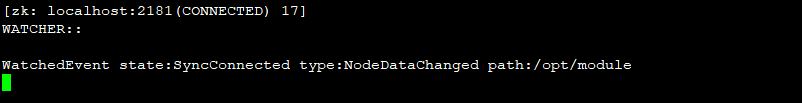 [zk: localhost:2181(CONNECTED) 17]
WATCHER::
WatchedEvent state:SyncConnected type:NodeDataChanged path:/opt/module